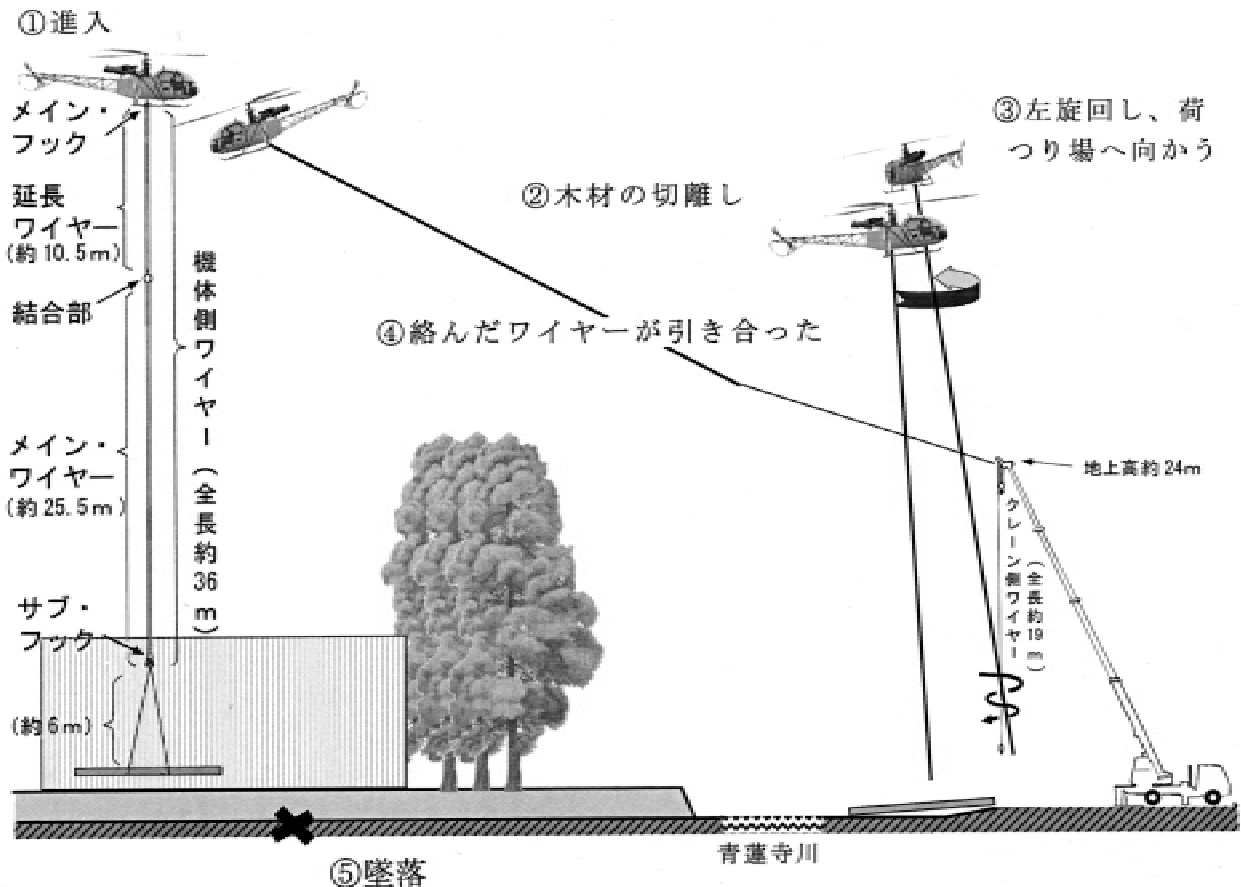 ①進入
メイン・
フック
延長
ワイヤー
(約10.5m)
結合部
メイン・
ワイヤー
(約25.5m)
サブ・
フック
(約6m)
機体側ワイヤー(全長約36m)
②木材の切離し
③左旋回し、荷
つり場へ向かう
④絡んだワイヤーが引き合った
地上高約24m
クレーン側ワイヤー
(全長約19m)
青蓮寺川
⑤墜落